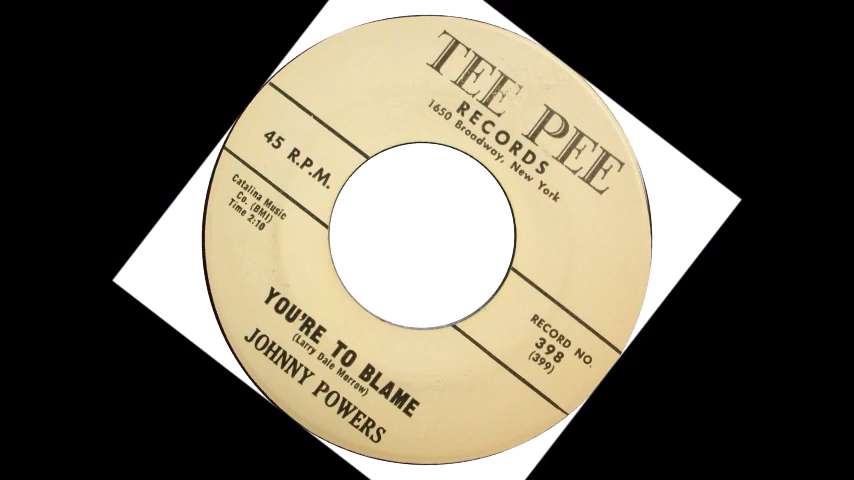 TEE PEE
RECORDS
1650 Broadway, New York
45 R.P.M.
Catalina Music
Co. (BMI)
Time 2:10
RECORD NO.
398
(399)
YOU'RE TO BLAME
(Larry Dale Merrow)
JOHNNY POWERS